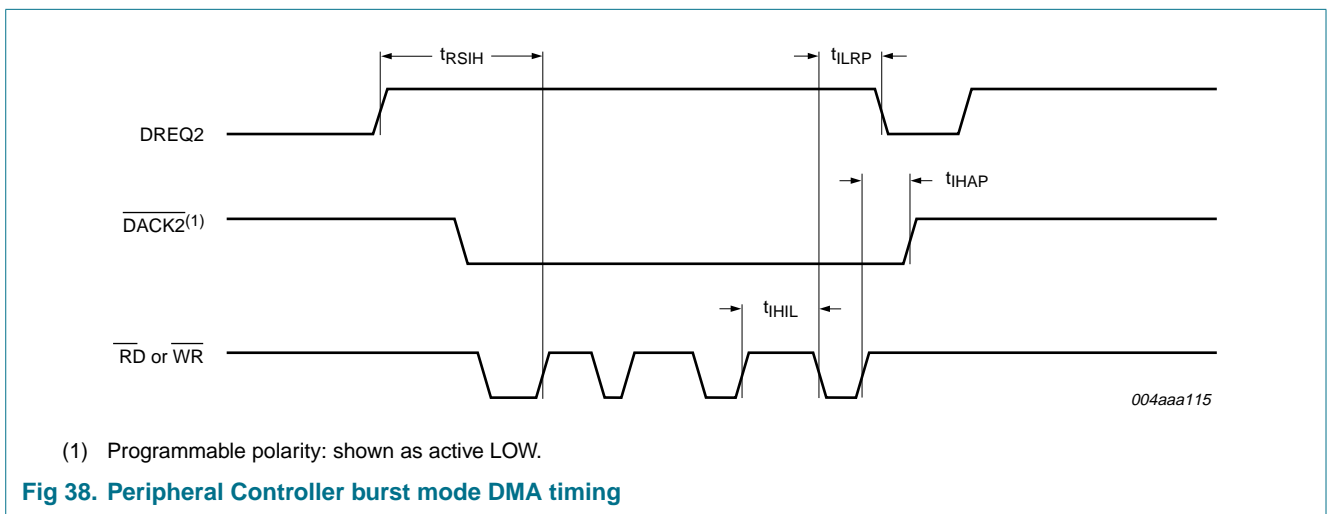 tRSIH
tILRP
DREQ2
tIHAP
DACK2(1)
tIHIL
RD or WR
004aaa115
(1) Programmable polarity: shown as active LOW.
Fig 38. Peripheral Controller burst mode DMA timing